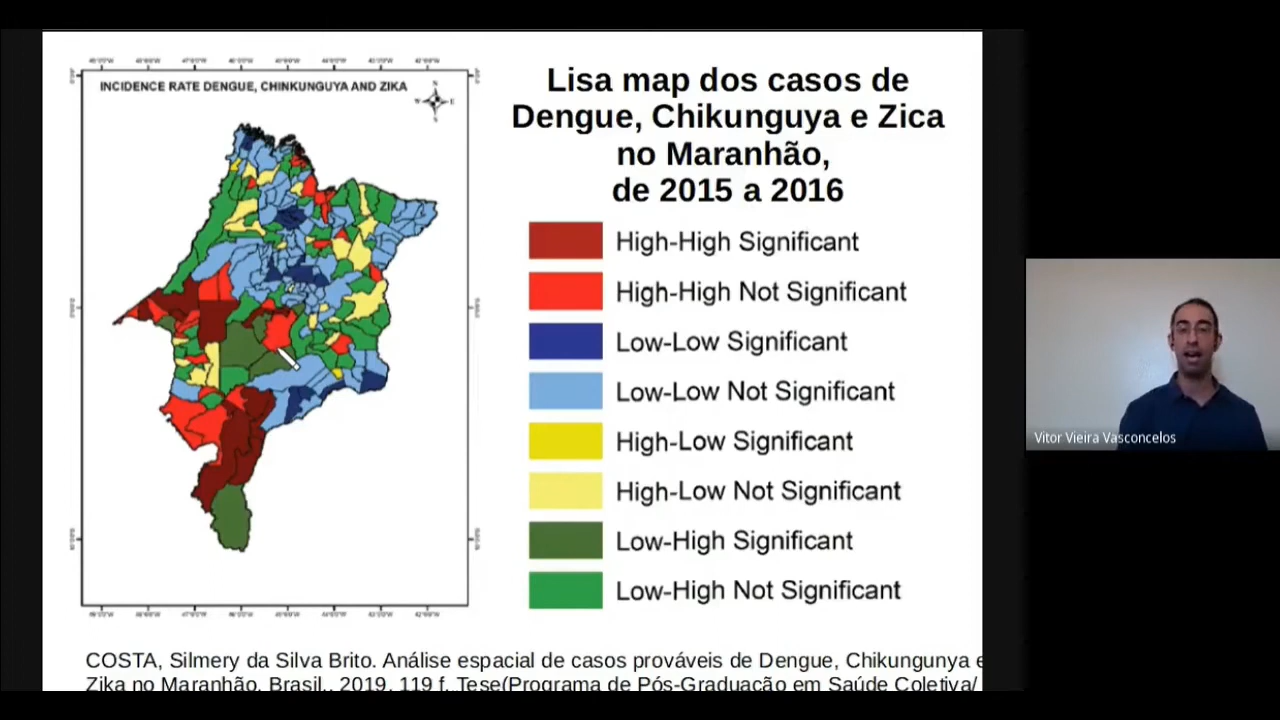 INCIDENCE RATE DENGUE, CHINKUNGUYA AND ZIKA
N
W
E
S
Lisa map dos casos de
Dengue, Chikunguya e Zica
no Maranhão,
de 2015 a 2016
High-High Significant
High-High Not Significant
Low-Low Significant
Low-Low Not Significant
High-Low Significant
High-Low Not Significant
Low-High Significant
Low-High Not Significant
Vitor Vieira Vasconcelos
COSTA, Silmery da Silva Brito. Análise espacial de casos prováveis de Dengue, Chikungunya e
Zika no Maranhão, Brasil., 2019. 119 f. Tese(Programa de Pós-Graduação em Saúde Coletiva/